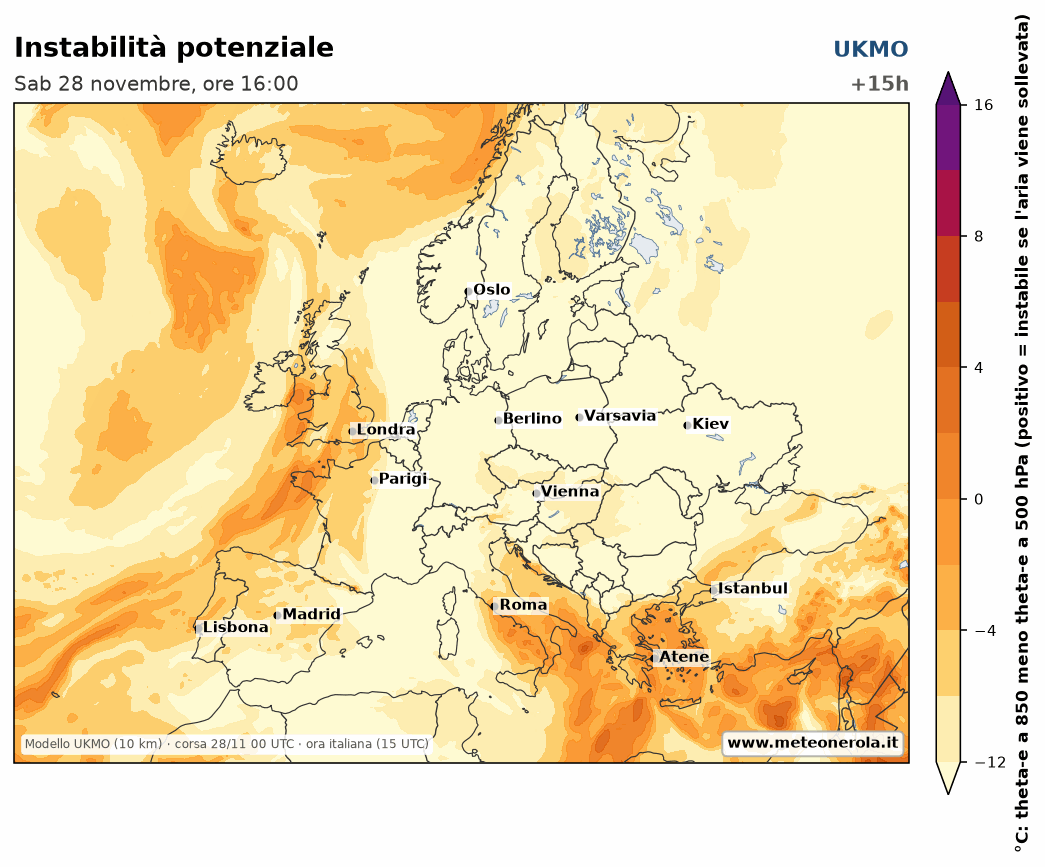 Instabilità potenziale
UKMO
Sab 28 novembre, ore 16:00
+15h
Oslo
Berlino
Varsavia
Kiev
Londra
Parigi
Vienna
Istanbul
Roma
Madrid
Lisbona
Atene
Modello UKMO (10 km) · corsa 28/11 00 UTC · ora italiana (15 UTC)
www.meteonerola.it
16
8
4
0
−4
−12
°C: theta-e a 850 meno theta-e a 500 hPa (positivo = instabile se l'aria viene sollevata)